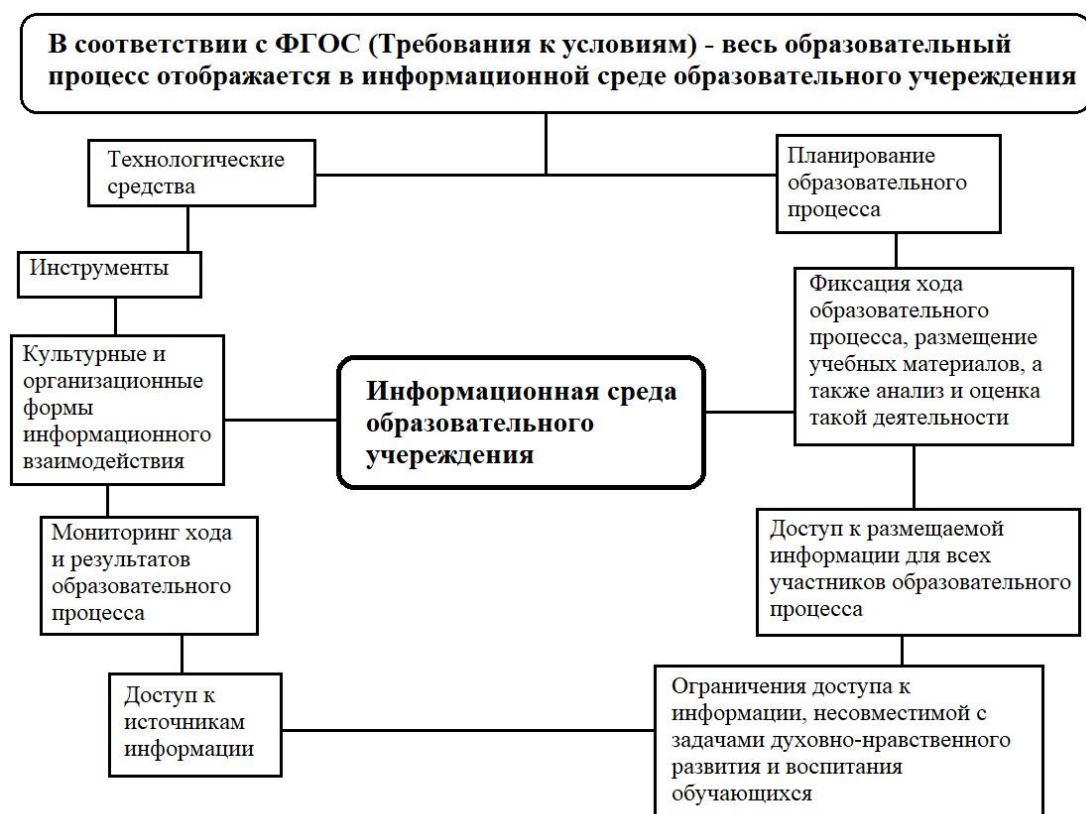 В соответствии с ФГОС (Требования к условиям) - весь образовательный
процесс отображается в информационной среде образовательного учереждения
Технологические
средства
Планирование
образовательного
процесса
Инструменты
Фиксация хода
образовательного
процесса, размещение
учебных материалов, а
также анализ и оценка
такой деятельности
Культурные и
организационные
формы
информационного
взаимодействия
Информационная среда
образовательного
учереждения
Мониторинг хода
и результатов
образовательного
процесса
Доступ к размещаемой
информации для всех
участников образовательного
процесса
Доступ к
источникам
информации
Ограничения доступа к
информации, несовместимой с
задачами духовно-нравственного
развития и воспитания
обучающихся